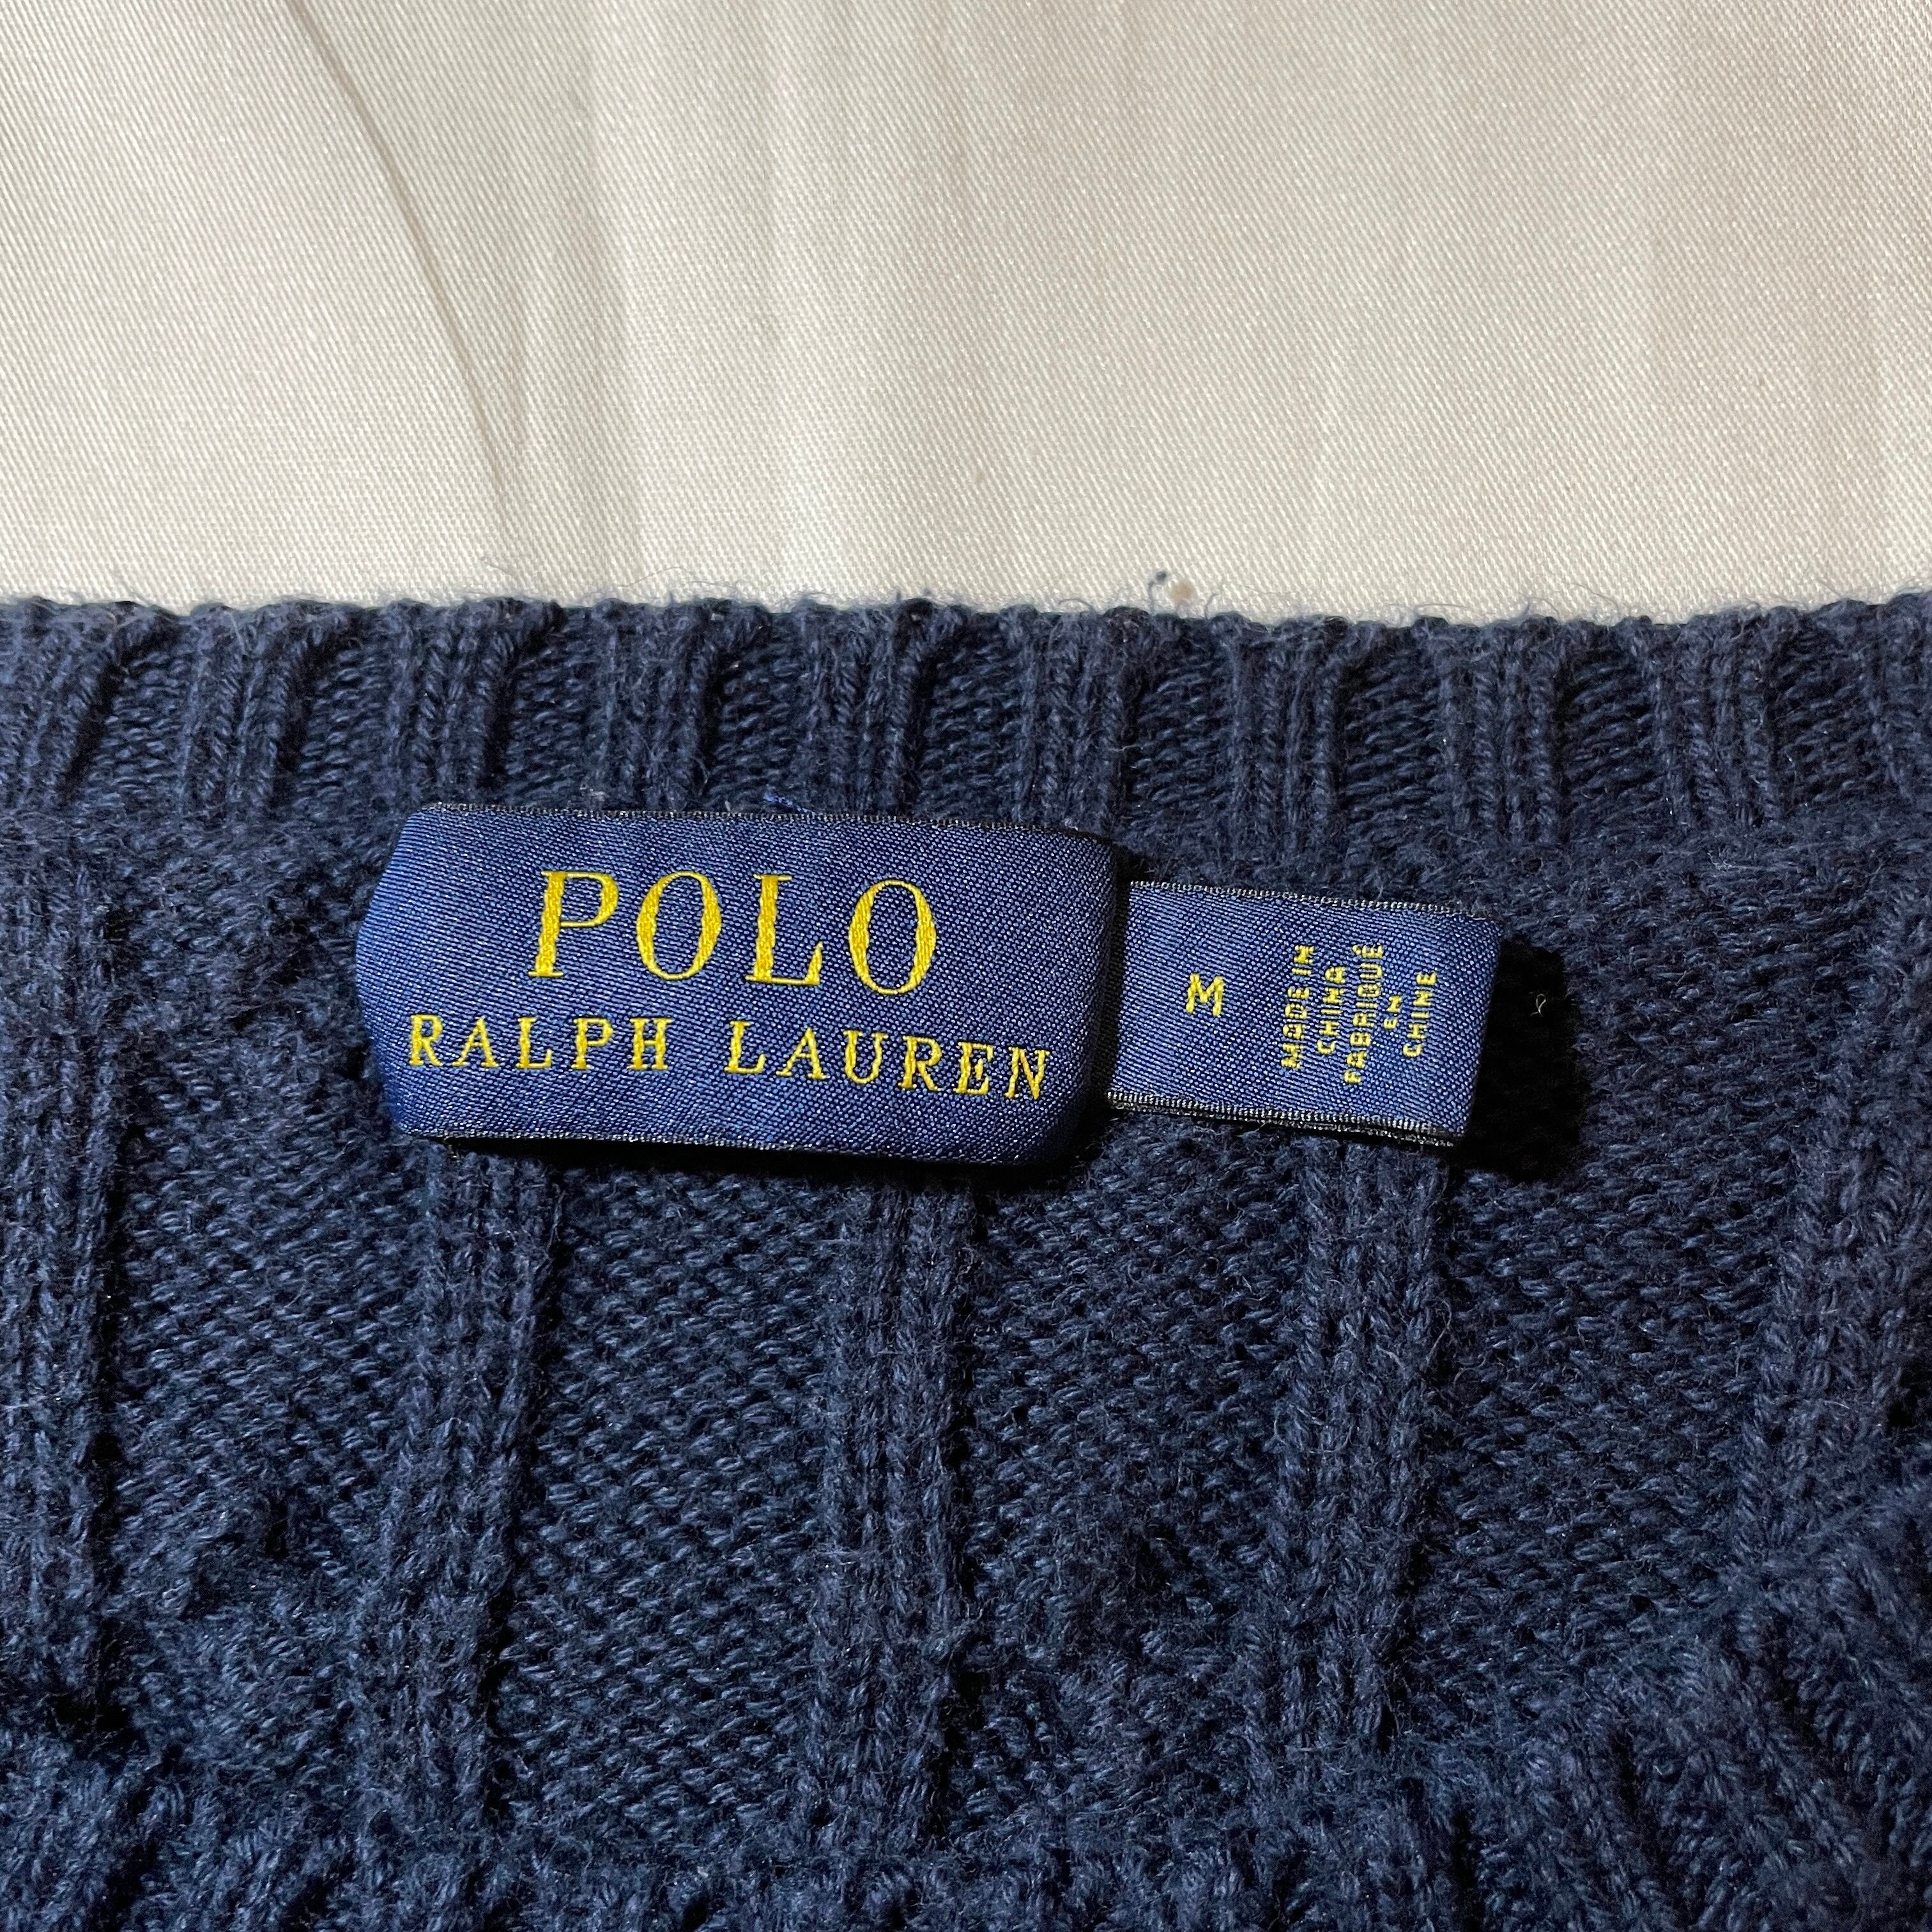 POLO
RALPH LAUREN
M
MADE IN
CHINA
FABRIQUÉ
EN
CHINE